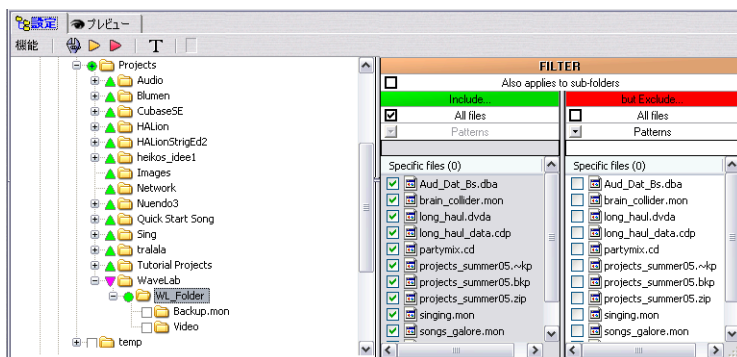 設定 プレビュー
機能 T
Projects
Audio
Blumen
CubaseSE
HALion
HALionStrigEd2
heikos_idee1
Images
Network
Nuendo3
Quick Start Song
Sing
tralala
Tutorial Projects
WaveLab
WL_Folder
Backup.mon
Video
temp
FILTER
Also applies to sub-folders
Include...
All files
Patterns
Specific files (0)
Aud_Dat_Bs.dba
brain_collider.mon
long_haul.dvda
long_haul_data.cdp
partymix.cd
projects_summer05.~kp
projects_summer05.bkp
projects_summer05.zip
singing.mon
songs_galore.mon
but Exclude...
All files
Patterns
Specific files (0)
Aud_Dat_Bs.dba
brain_collider.mon
long_haul.dvda
long_haul_data.cdp
partymix.cd
projects_summer05.~kp
projects_summer05.bkp
projects_summer05.zip
singing.mon
songs_galore.mon